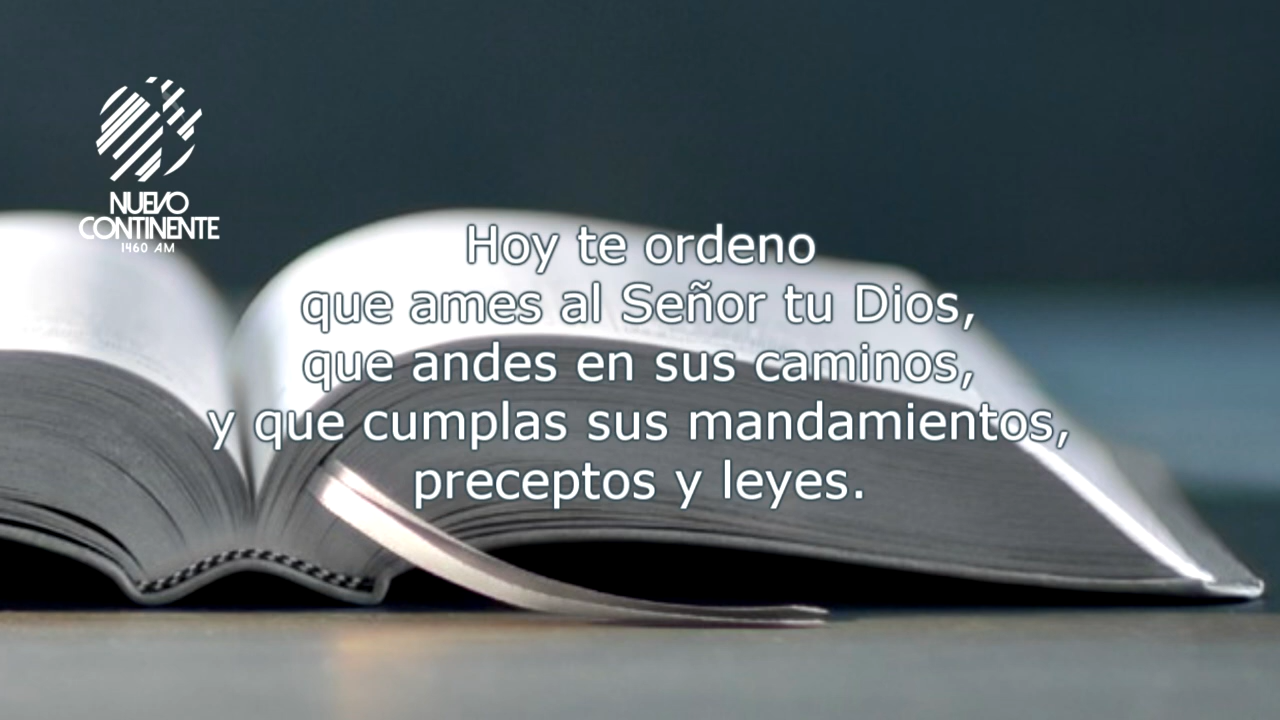 NUEVO
CONTINENTE
1460 AM
Hoy te ordeno
que ames al Señor tu Dios,
que andes en sus caminos,
y que cumplas sus mandamientos,
preceptos y leyes.